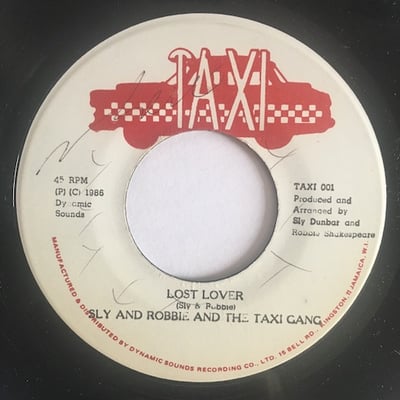 TAXI
45 RPM
(P) (C) 1986
Dynamic
Sounds
TAXI 001
Produced and
Arranged by
Sly Dunbar and
Robbie Shakespeare
LOST LOVER
(Sly & Robbie)
SLY AND ROBBIE AND THE TAXI GANG
MANUFACTURED & DISTRIBUTED BY DYNAMIC SOUNDS RECORDING CO., LTD. 15 BELL RD., KINGSTON, 11 JAMAICA, W.I.